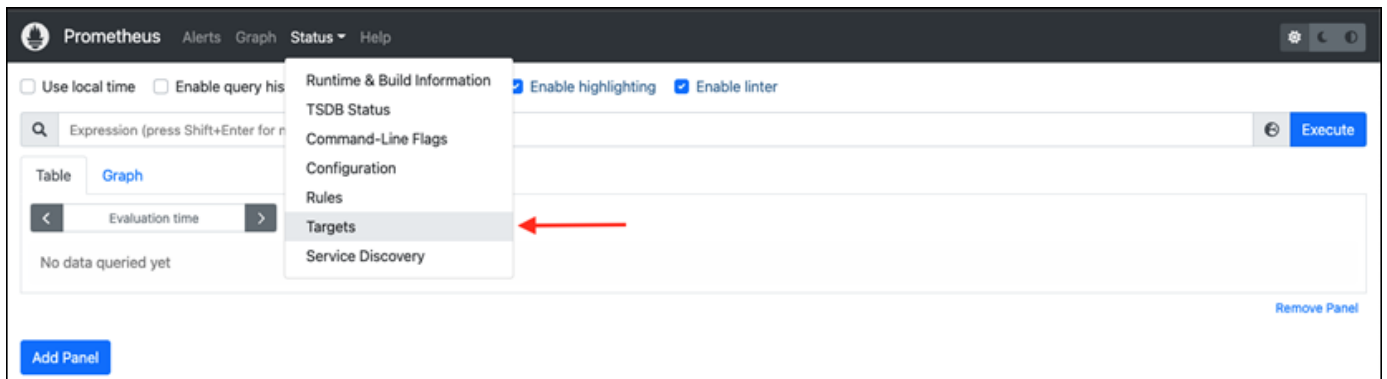 Prometheus Alerts Graph Status Help
Use local time Enable query his Enable highlighting Enable linter
Expression (press Shift+Enter for n Execute
Runtime & Build Information
TSDB Status
Command-Line Flags
Configuration
Rules
Targets
Service Discovery
Table Graph
Evaluation time
No data queried yet
Remove Panel
Add Panel